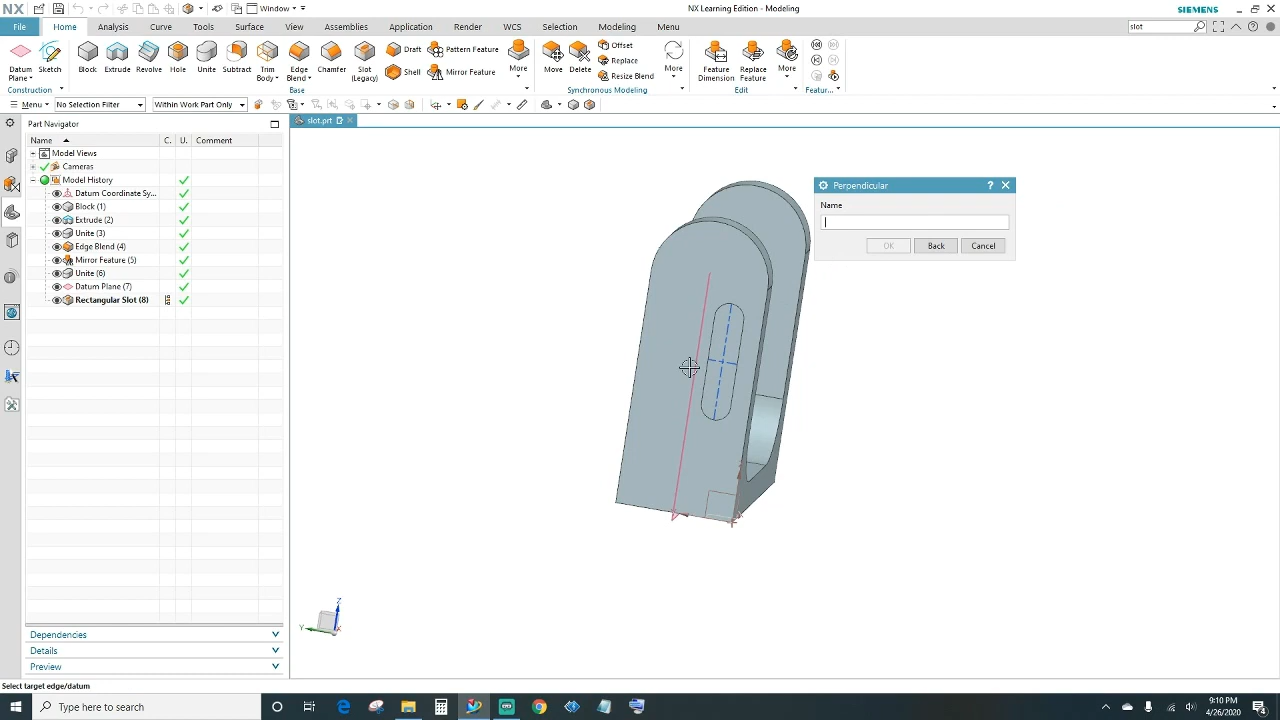 NX
Window
NX Learning Edition - Modeling
SIEMENS
File
Home
Analysis
Curve
Tools
Surface
View
Assemblies
Application
Render
WCS
Selection
Modeling
Menu
slot
Datum Plane
Sketch
Block
Extrude
Revolve
Hole
Unite
Subtract
Trim Body
Edge Blend
Chamfer
Slot (Legacy)
Draft
Shell
Pattern Feature
Mirror Feature
More
Move
Delete
Offset
Replace
Resize Blend
More
Feature Dimension
Replace Feature
More
Construction
Base
Synchronous Modeling
Edit
Featur...
Menu
No Selection Filter
Within Work Part Only
Part Navigator
slot.prt
Name
C.
U.
Comment
Model Views
Cameras
Model History
Datum Coordinate Sy...
Block (1)
Extrude (2)
Unite (3)
Edge Blend (4)
Mirror Feature (5)
Unite (6)
Datum Plane (7)
Rectangular Slot (8)
Perpendicular
?
Name
OK
Back
Cancel
Z
Y
X
Dependencies
Details
Preview
Select target edge/datum
Type here to search
9:10 PM
4/26/2020